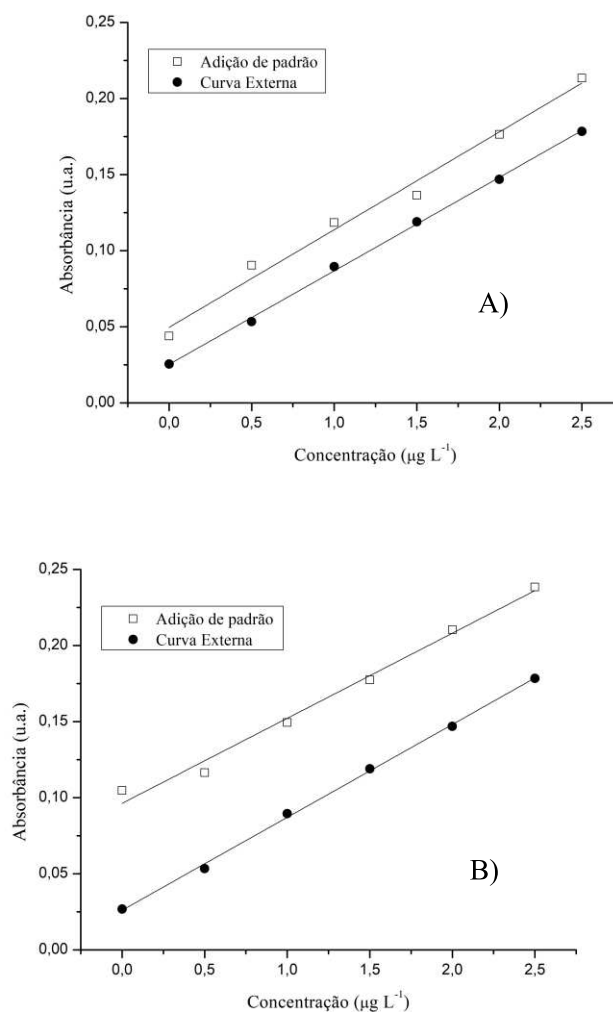 0,25
0,20
0,15
0,10
0,05
0,00
Absorbância (u.a.)
Adição de padrão
Curva Externa
A)
0,0 0,5 1,0 1,5 2,0 2,5
Concentração (μg L⁻¹)
0,25
0,20
0,15
0,10
0,05
0,00
Absorbância (u.a.)
Adição de padrão
Curva Externa
B)
0,0 0,5 1,0 1,5 2,0 2,5
Concentração (μg L⁻¹)